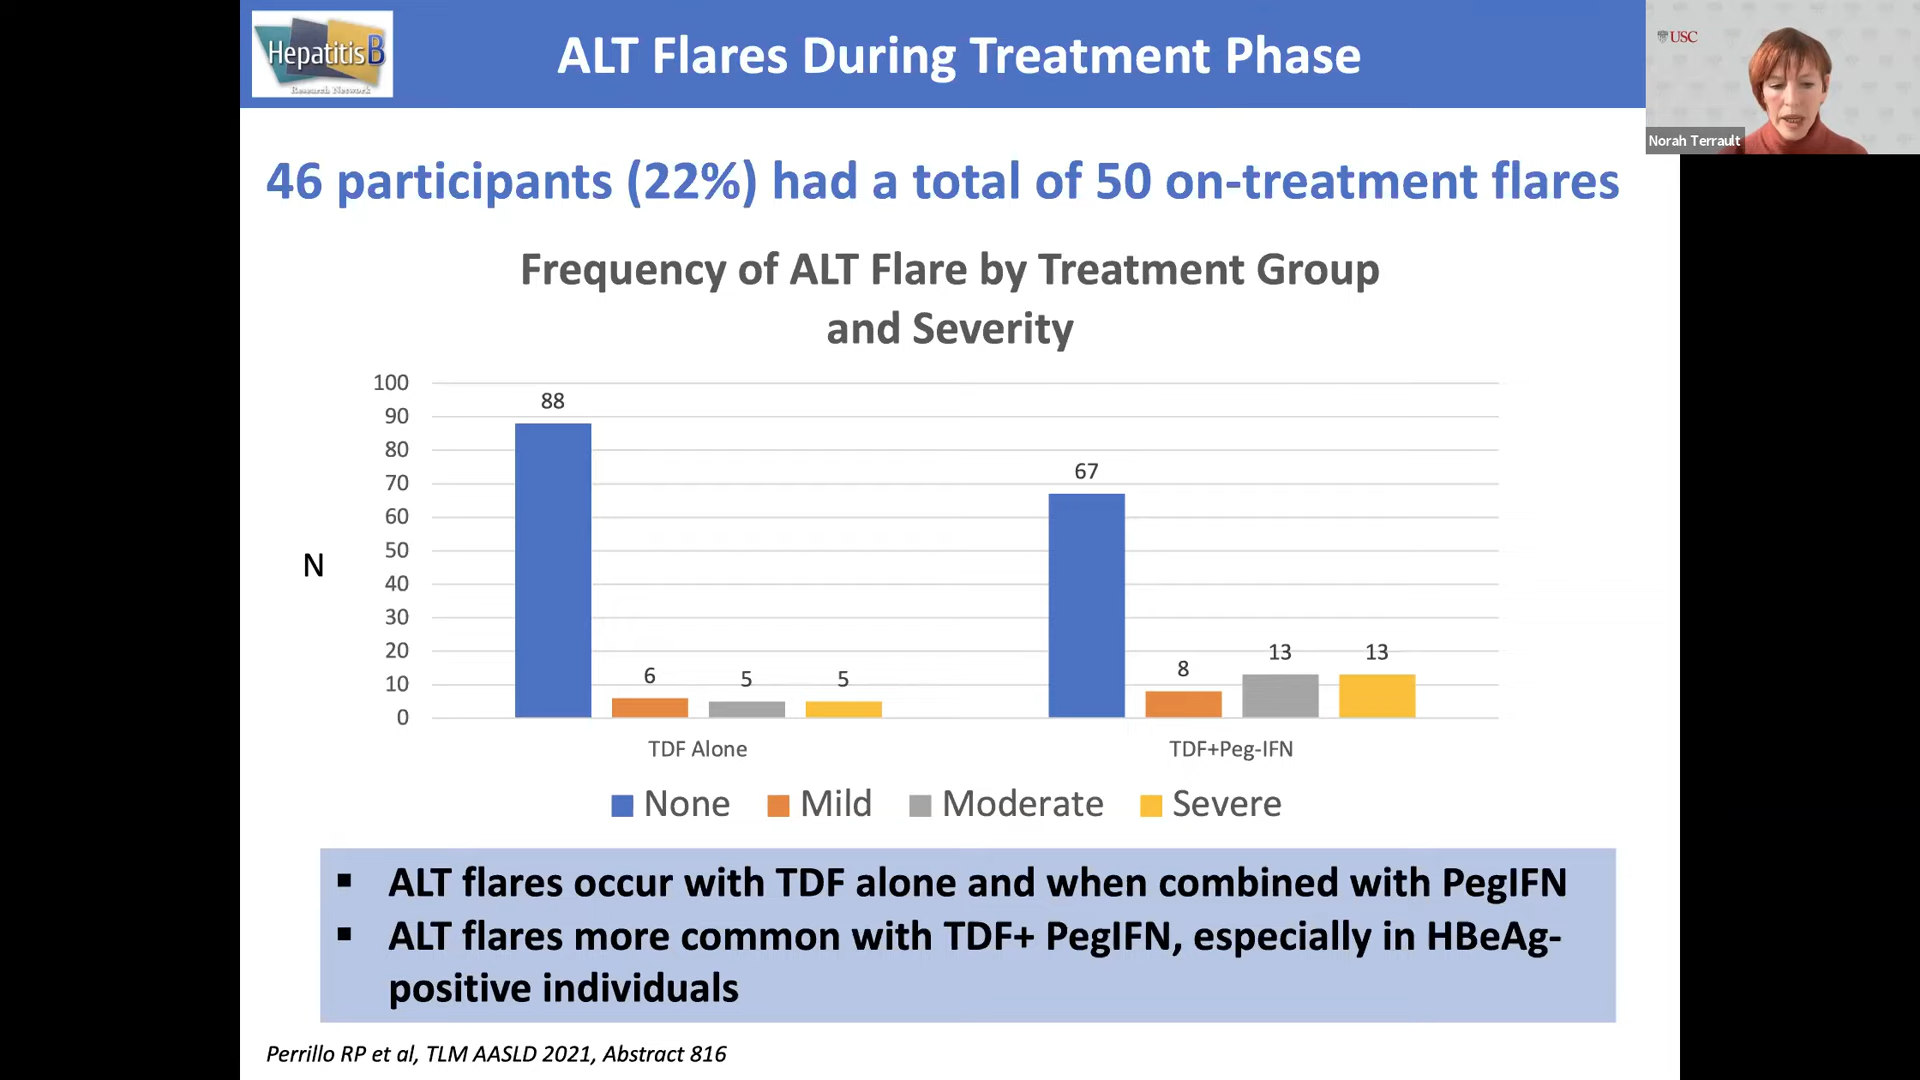 Hepatitis B
Research Network
ALT Flares During Treatment Phase
USC
Norah Terrault
46 participants (22%) had a total of 50 on-treatment flares
Frequency of ALT Flare by Treatment Group
and Severity
100
90
80
70
60
50
40
30
20
10
0
N
88
6
5
5
67
8
13
13
TDF Alone
TDF+Peg-IFN
None
Mild
Moderate
Severe
▪ ALT flares occur with TDF alone and when combined with PegIFN
▪ ALT flares more common with TDF+ PegIFN, especially in HBeAg-
positive individuals
Perrillo RP et al, TLM AASLD 2021, Abstract 816